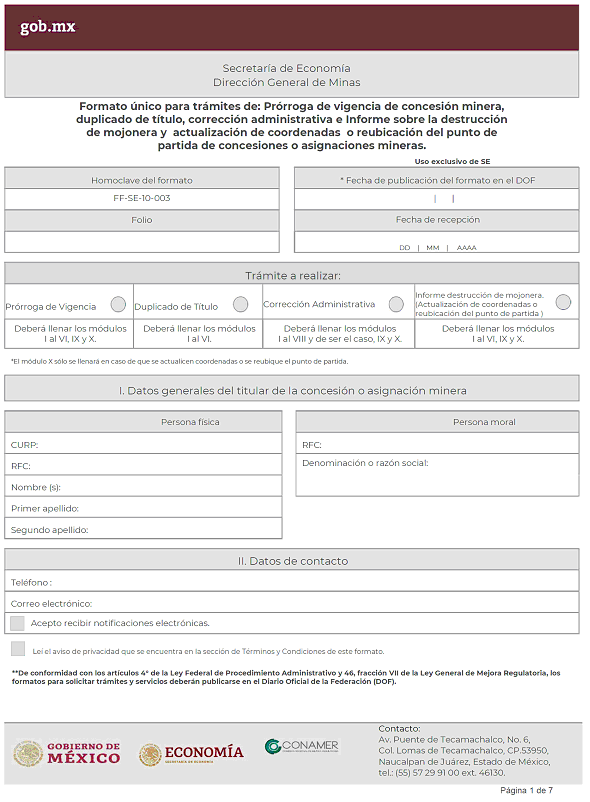 gob.mx
Secretaría de Economía
Dirección General de Minas
Formato único para trámites de: Prórroga de vigencia de concesión minera,
duplicado de título, corrección administrativa e Informe sobre la destrucción
de mojonera y actualización de coordenadas o reubicación del punto de
partida de concesiones o asignaciones mineras.
Uso exclusivo de SE
Homoclave del formato
* Fecha de publicación del formato en el DOF
FF-SE-10-003
| |
Folio
Fecha de recepción
DD | MM | AAAA
Trámite a realizar:
Prórroga de Vigencia
Duplicado de Título
Corrección Administrativa
Informe destrucción de mojonera.
(Actualización de coordenadas o
reubicación del punto de partida )
Deberá llenar los módulos
I al VI, IX y X.
Deberá llenar los módulos
I al VI.
Deberá llenar los módulos
I al VIII y de ser el caso, IX y X.
Deberá llenar los módulos
I al VI, IX y X.
*El módulo X sólo se llenará en caso de que se actualicen coordenadas o se reubique el punto de partida.
I. Datos generales del titular de la concesión o asignación minera
Persona física
Persona moral
CURP:
RFC:
RFC:
Denominación o razón social:
Nombre (s):
Primer apellido:
Segundo apellido:
II. Datos de contacto
Teléfono :
Correo electrónico:
Acepto recibir notificaciones electrónicas.
Leí el aviso de privacidad que se encuentra en la sección de Términos y Condiciones de este formato.
**De conformidad con los artículos 4° de la Ley Federal de Procedimiento Administrativo y 46, fracción VII de la Ley General de Mejora Regulatoria, los
formatos para solicitar trámites y servicios deberán publicarse en el Diario Oficial de la Federación (DOF).
GOBIERNO DE
MÉXICO
ECONOMÍA
SECRETARÍA DE ECONOMÍA
CONAMER
Contacto:
Av. Puente de Tecamachalco, No. 6,
Col. Lomas de Tecamachalco, CP.53950,
Naucalpan de Juárez, Estado de México,
tel.: (55) 57 29 91 00 ext. 46130.
Página 1 de 7